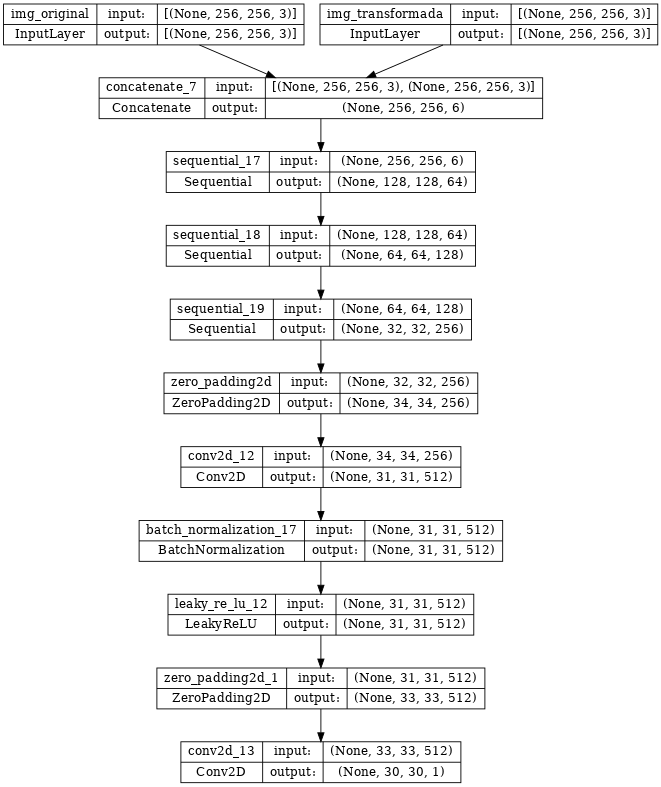 img_original input: [(None, 256, 256, 3)]
InputLayer output: [(None, 256, 256, 3)]
img_transformada input: [(None, 256, 256, 3)]
InputLayer output: [(None, 256, 256, 3)]
concatenate_7 input: [(None, 256, 256, 3), (None, 256, 256, 3)]
Concatenate output: (None, 256, 256, 6)
sequential_17 input: (None, 256, 256, 6)
Sequential output: (None, 128, 128, 64)
sequential_18 input: (None, 128, 128, 64)
Sequential output: (None, 64, 64, 128)
sequential_19 input: (None, 64, 64, 128)
Sequential output: (None, 32, 32, 256)
zero_padding2d input: (None, 32, 32, 256)
ZeroPadding2D output: (None, 34, 34, 256)
conv2d_12 input: (None, 34, 34, 256)
Conv2D output: (None, 31, 31, 512)
batch_normalization_17 input: (None, 31, 31, 512)
BatchNormalization output: (None, 31, 31, 512)
leaky_re_lu_12 input: (None, 31, 31, 512)
LeakyReLU output: (None, 31, 31, 512)
zero_padding2d_1 input: (None, 31, 31, 512)
ZeroPadding2D output: (None, 33, 33, 512)
conv2d_13 input: (None, 33, 33, 512)
Conv2D output: (None, 30, 30, 1)